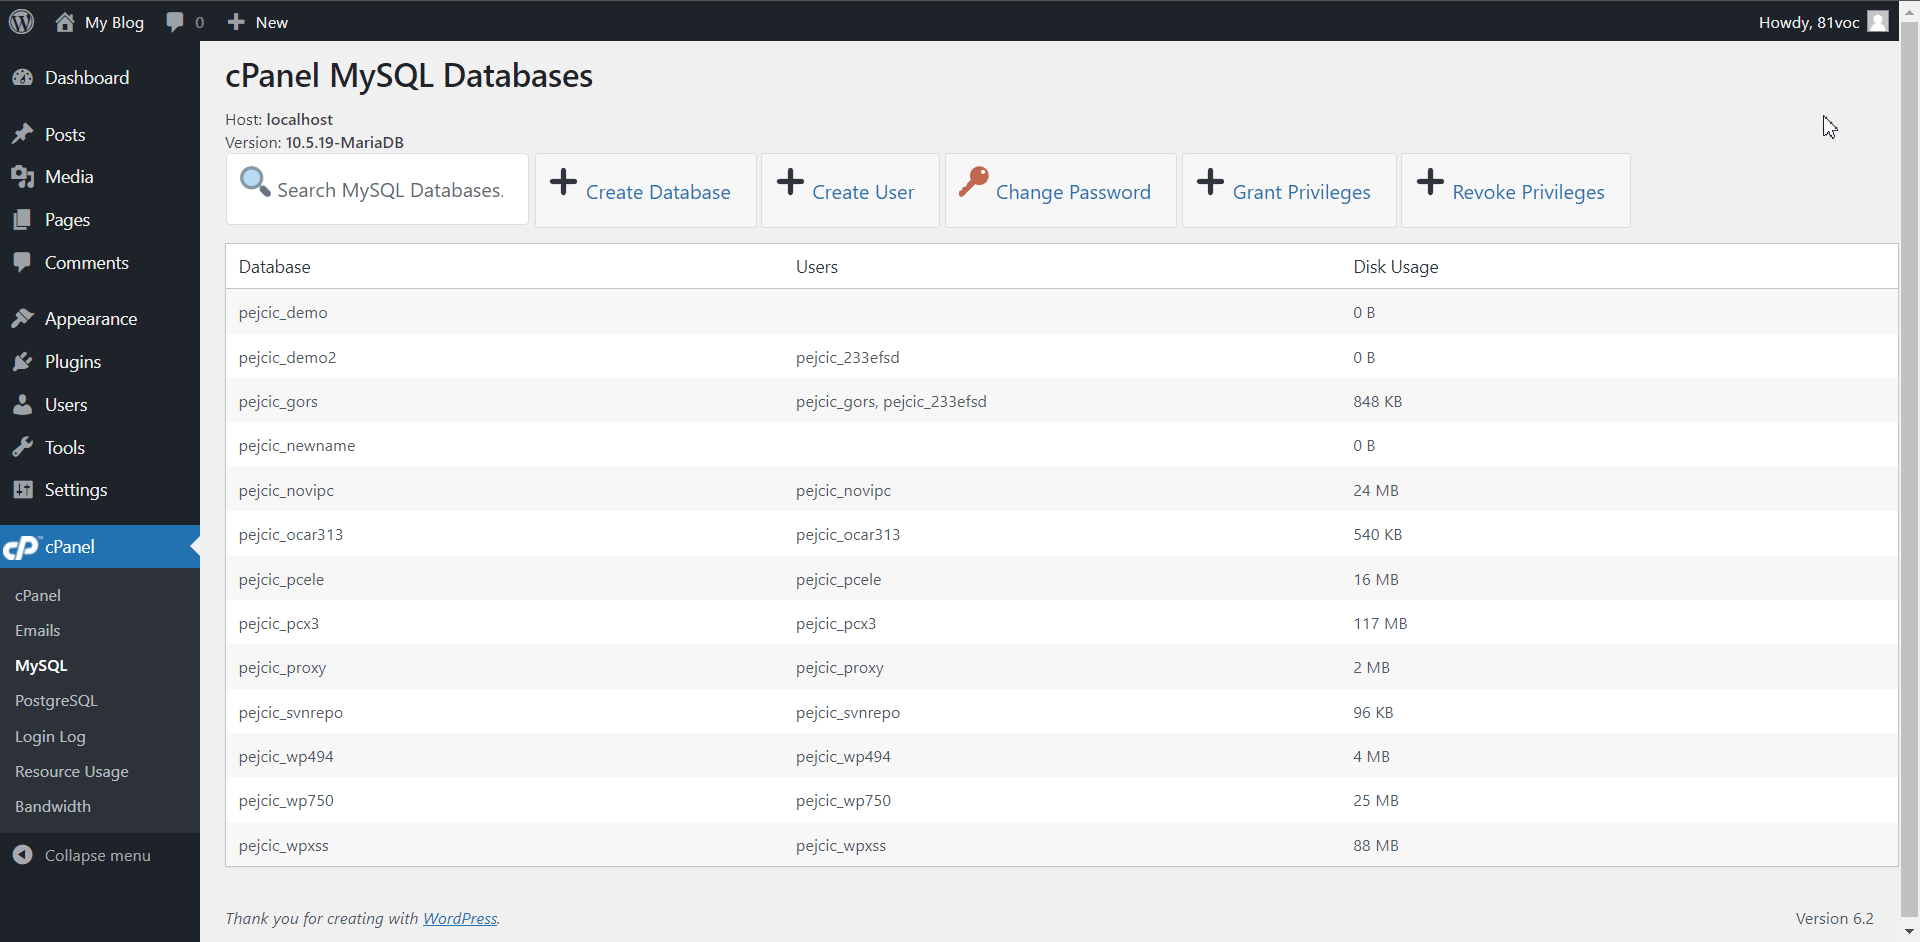 My Blog 0 New Howdy, 81voc
Dashboard
Posts
Media
Pages
Comments
Appearance
Plugins
Users
Tools
Settings
cP cPanel
cPanel
Emails
MySQL
PostgreSQL
Login Log
Resource Usage
Bandwidth
Collapse menu
cPanel MySQL Databases
Host: localhost
Version: 10.5.19-MariaDB
Search MySQL Databases. Create Database Create User Change Password Grant Privileges Revoke Privileges
Database Users Disk Usage
pejcic_demo 0 B
pejcic_demo2 pejcic_233efsd 0 B
pejcic_gors pejcic_gors, pejcic_233efsd 848 KB
pejcic_newname 0 B
pejcic_novipc pejcic_novipc 24 MB
pejcic_ocar313 pejcic_ocar313 540 KB
pejcic_pcele pejcic_pcele 16 MB
pejcic_pcx3 pejcic_pcx3 117 MB
pejcic_proxy pejcic_proxy 2 MB
pejcic_svnrepo pejcic_svnrepo 96 KB
pejcic_wp494 pejcic_wp494 4 MB
pejcic_wp750 pejcic_wp750 25 MB
pejcic_wpxss pejcic_wpxss 88 MB
Thank you for creating with WordPress. Version 6.2